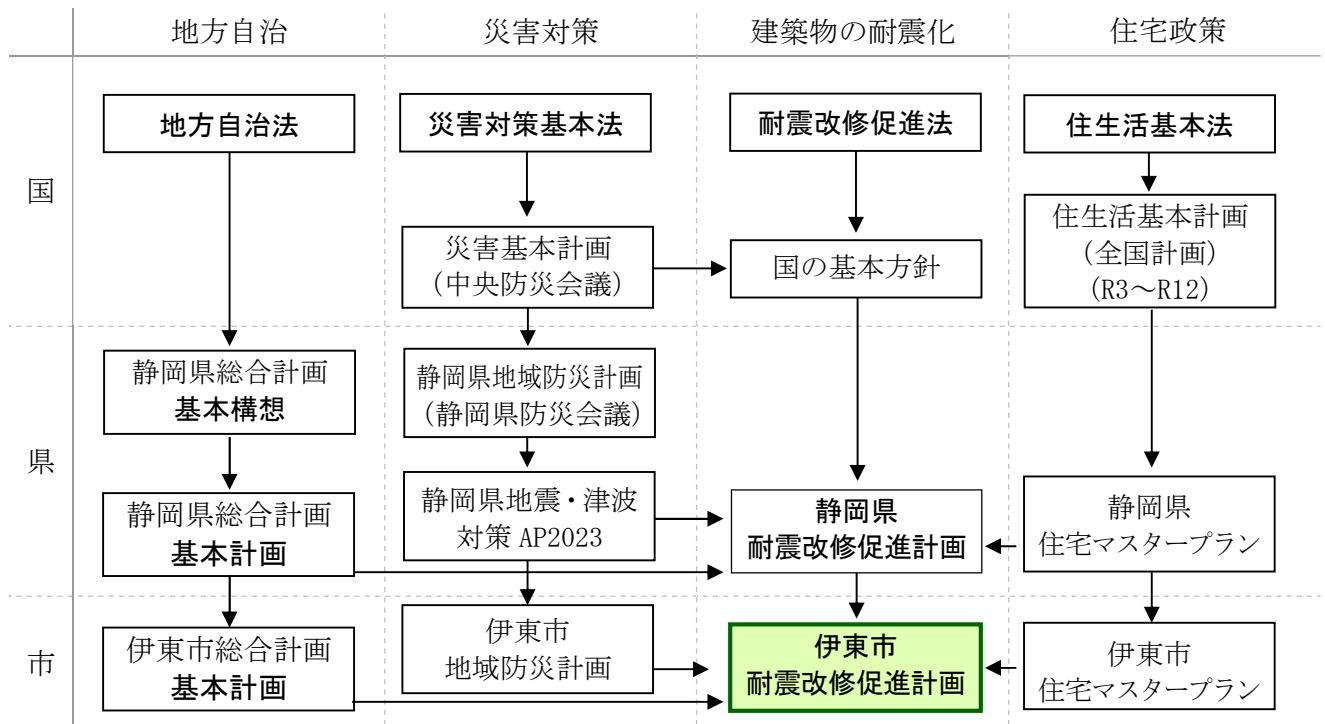 地方自治
災害対策
建築物の耐震化
住宅政策
国
地方自治法
災害対策基本法
耐震改修促進法
住生活基本法
災害基本計画
(中央防災会議)
国の基本方針
住生活基本計画
(全国計画)
(R3～R12)
県
静岡県総合計画
基本構想
静岡県地域防災計画
(静岡県防災会議)
静岡県総合計画
基本計画
静岡県地震・津波
対策 AP2023
静岡県
耐震改修促進計画
静岡県
住宅マスタープラン
市
伊東市総合計画
基本計画
伊東市
地域防災計画
伊東市
耐震改修促進計画
伊東市
住宅マスタープラン